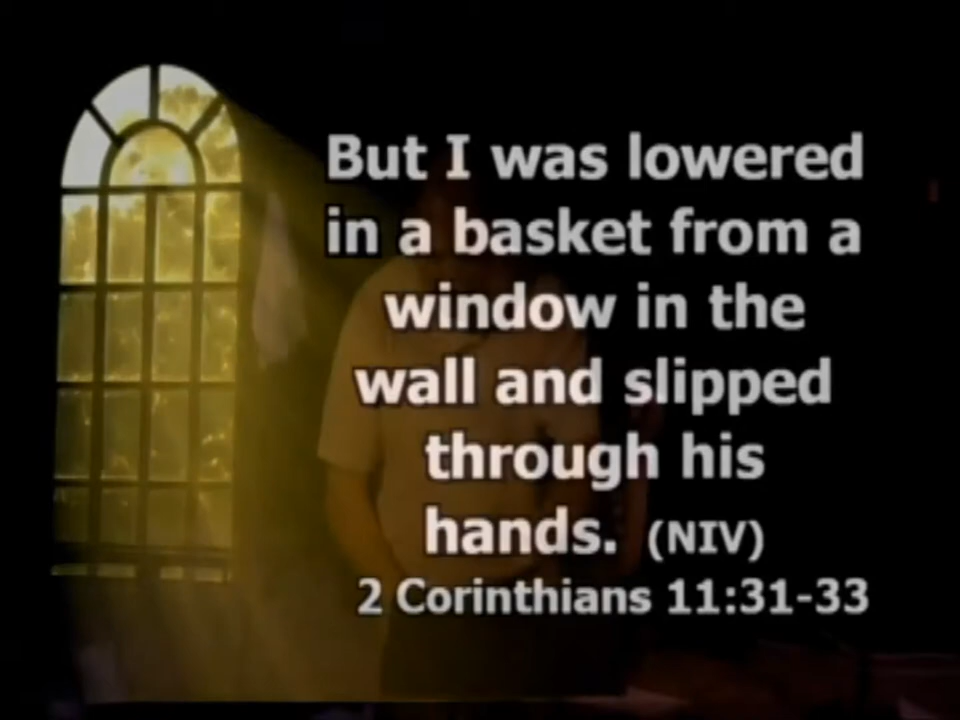 But I was lowered
in a basket from a
window in the
wall and slipped
through his
hands. (NIV)
2 Corinthians 11:31-33